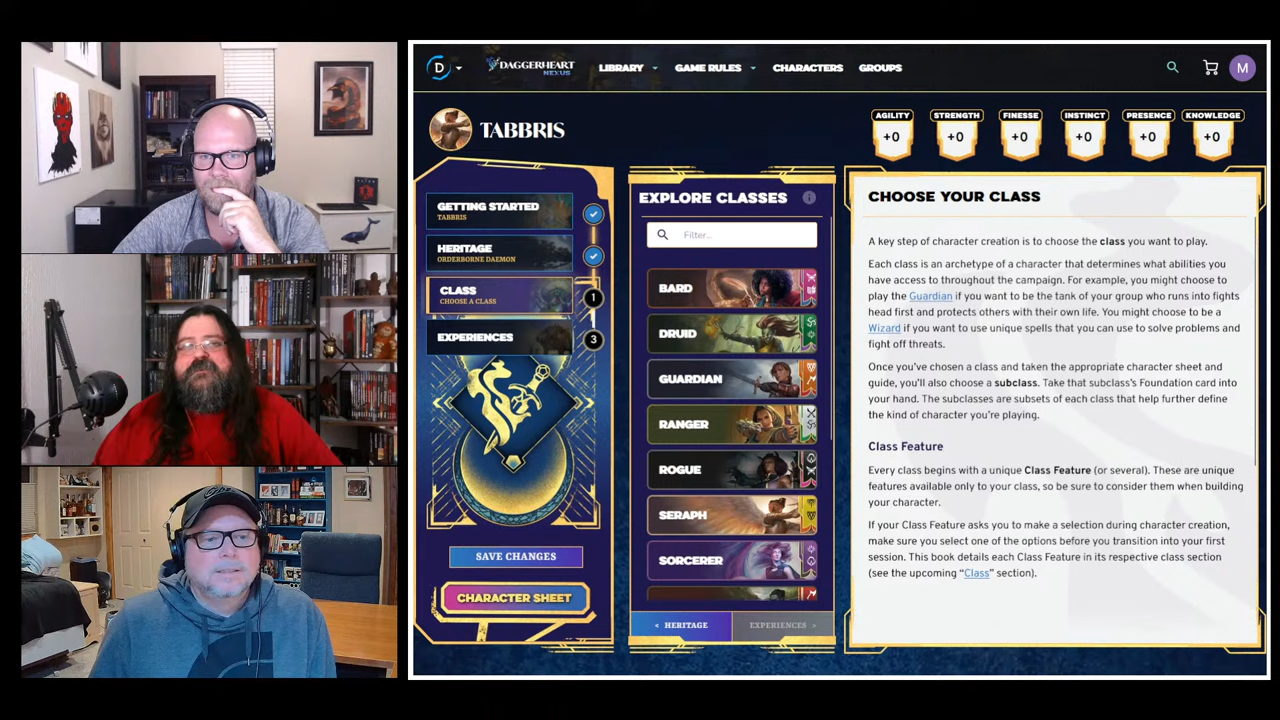 D
DAGGERHEART
NEXUS
LIBRARY
GAME RULES
CHARACTERS
GROUPS
M
TABBRIS
AGILITY
+0
STRENGTH
+0
FINESSE
+0
INSTINCT
+0
PRESENCE
+0
KNOWLEDGE
+0
GETTING STARTED
TABBRIS
HERITAGE
ORDERBORNE DAEMON
CLASS
CHOOSE A CLASS
1
EXPERIENCES
3
SAVE CHANGES
CHARACTER SHEET
EXPLORE CLASSES
Filter...
BARD
DRUID
GUARDIAN
RANGER
ROGUE
SERAPH
SORCERER
< HERITAGE
EXPERIENCES >
CHOOSE YOUR CLASS
A key step of character creation is to choose the class you want to play.
Each class is an archetype of a character that determines what abilities you
have access to throughout the campaign. For example, you might choose to
play the Guardian if you want to be the tank of your group who runs into fights
head first and protects others with their own life. You might choose to be a
Wizard if you want to use unique spells that you can use to solve problems and
fight off threats.
Once you've chosen a class and taken the appropriate character sheet and
guide, you'll also choose a subclass. Take that subclass's Foundation card into
your hand. The subclasses are subsets of each class that help further define
the kind of character you're playing.
Class Feature
Every class begins with a unique Class Feature (or several). These are unique
features available only to your class, so be sure to consider them when building
your character.
If your Class Feature asks you to make a selection during character creation,
make sure you select one of the options before you transition into your first
session. This book details each Class Feature in its respective class section
(see the upcoming "Class" section).